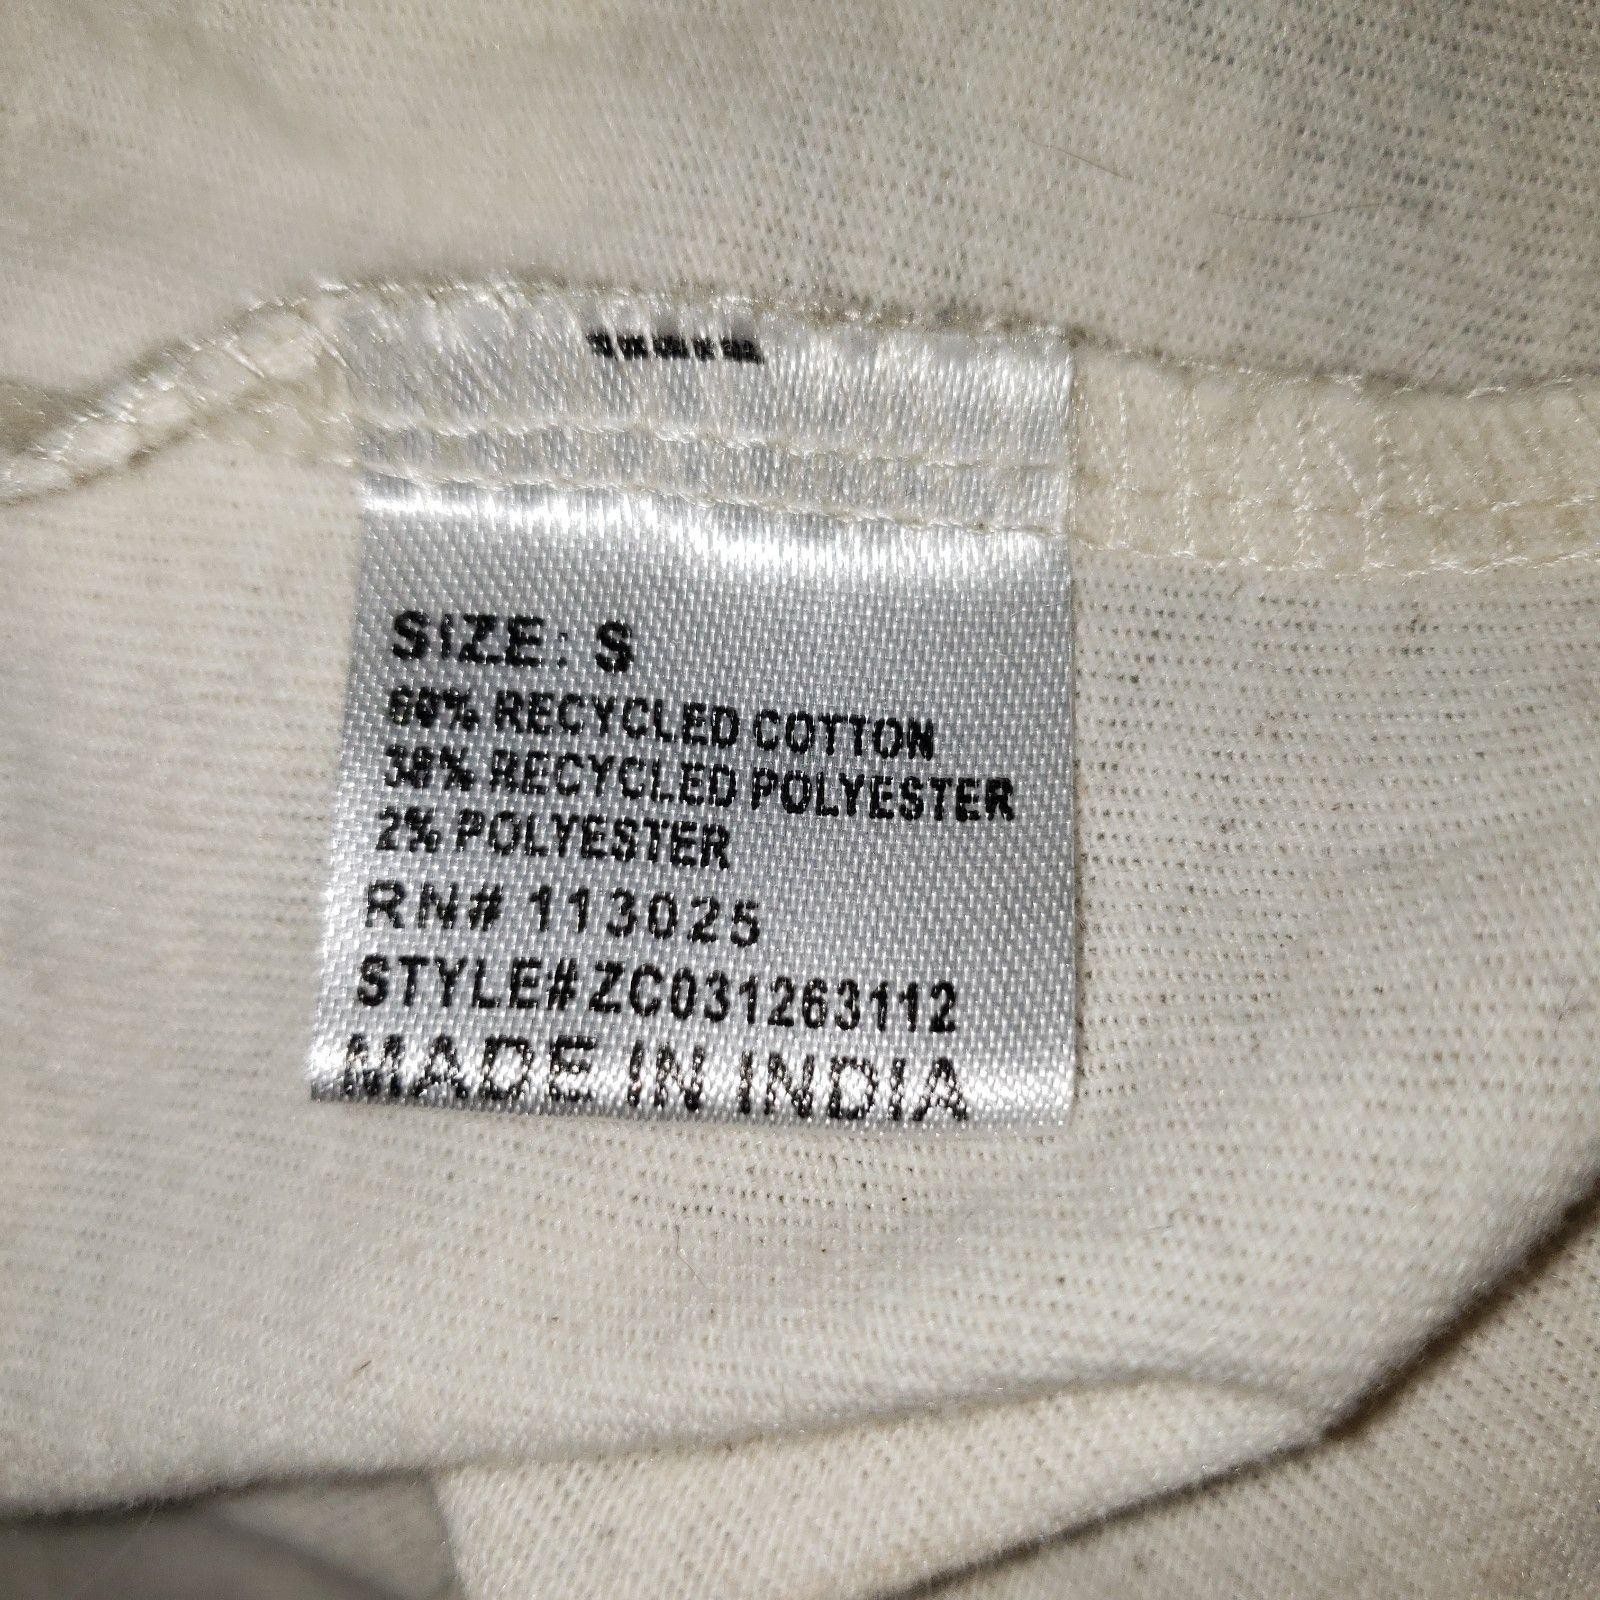 SIZE: S
60% RECYCLED COTTON
38% RECYCLED POLYESTER
2% POLYESTER
RN# 113025
STYLE# ZC031263112
MADE IN INDIA